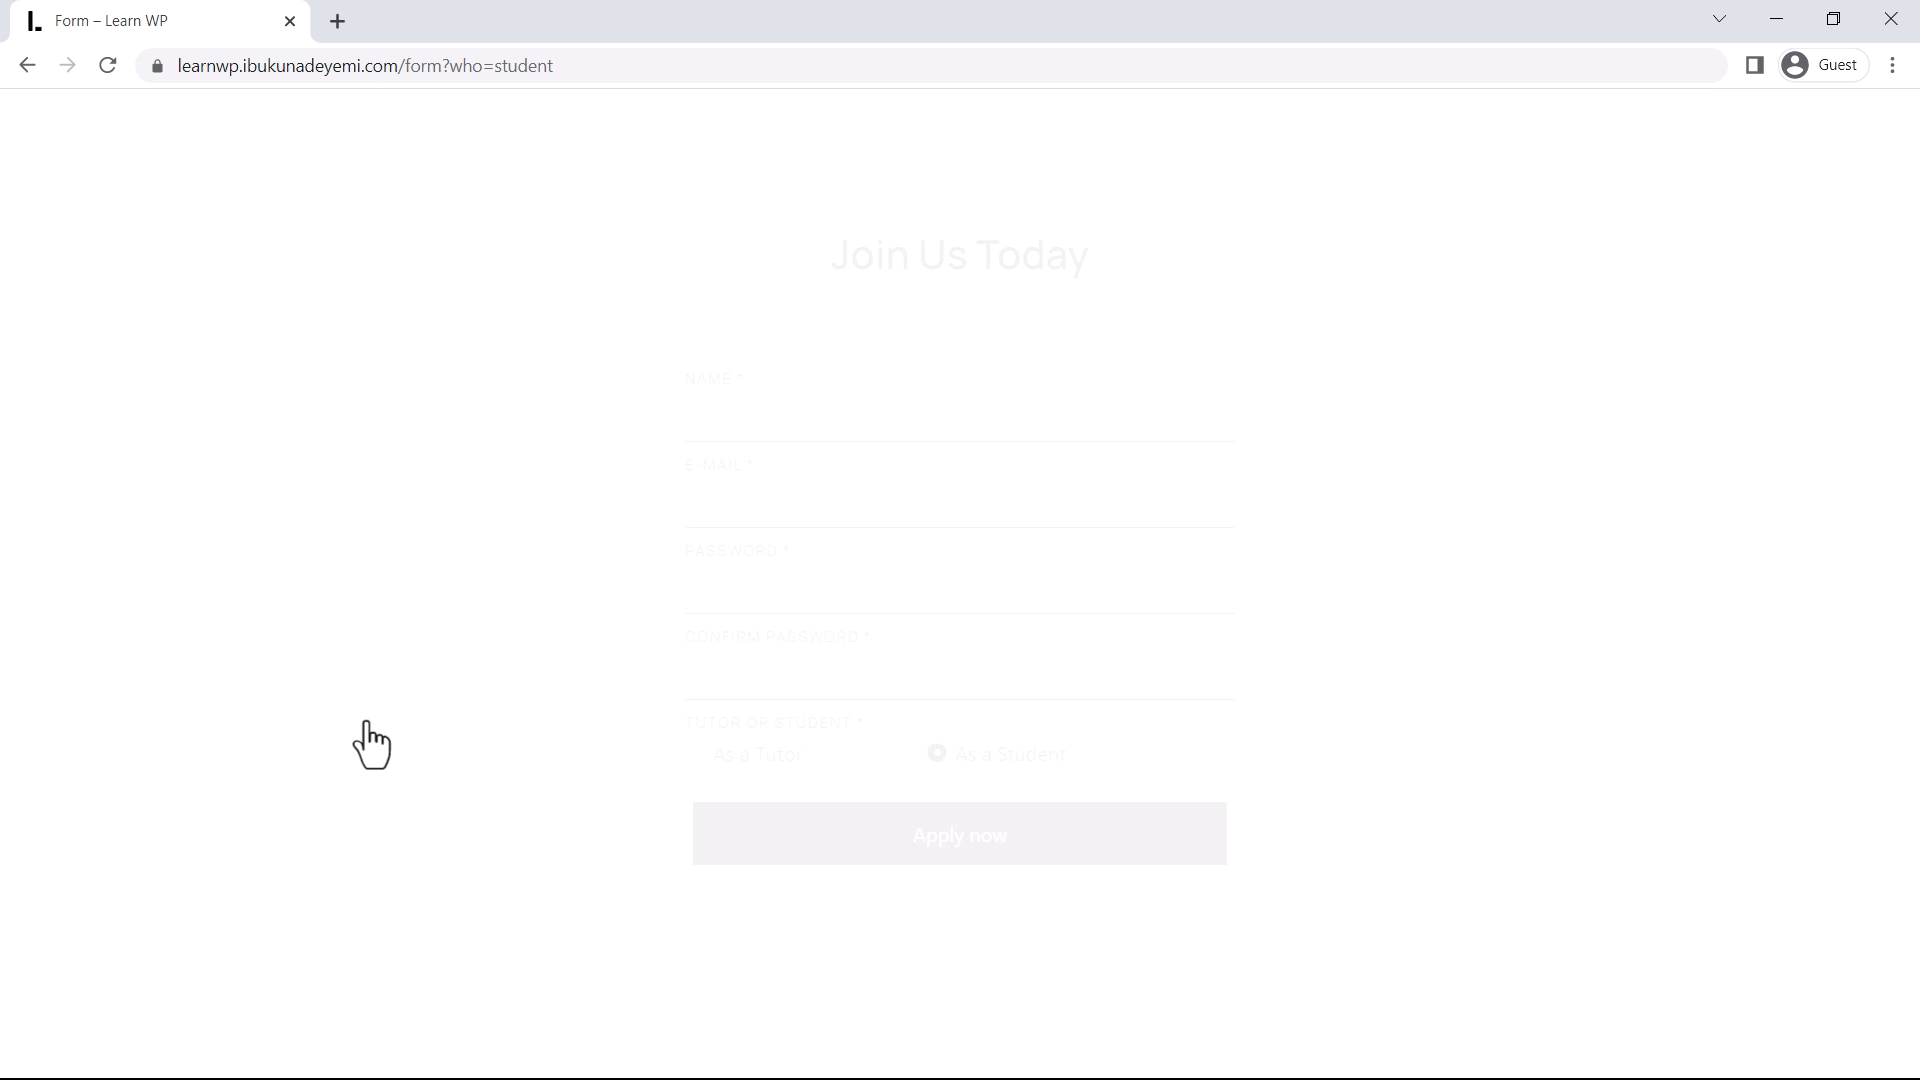 Form – Learn WP
learnwp.ibukunadeyemi.com/form?who=student
Guest
Join Us Today
NAME *
E-MAIL *
PASSWORD *
CONFIRM PASSWORD *
TUTOR OR STUDENT *
As a Tutor As a Student
Apply now